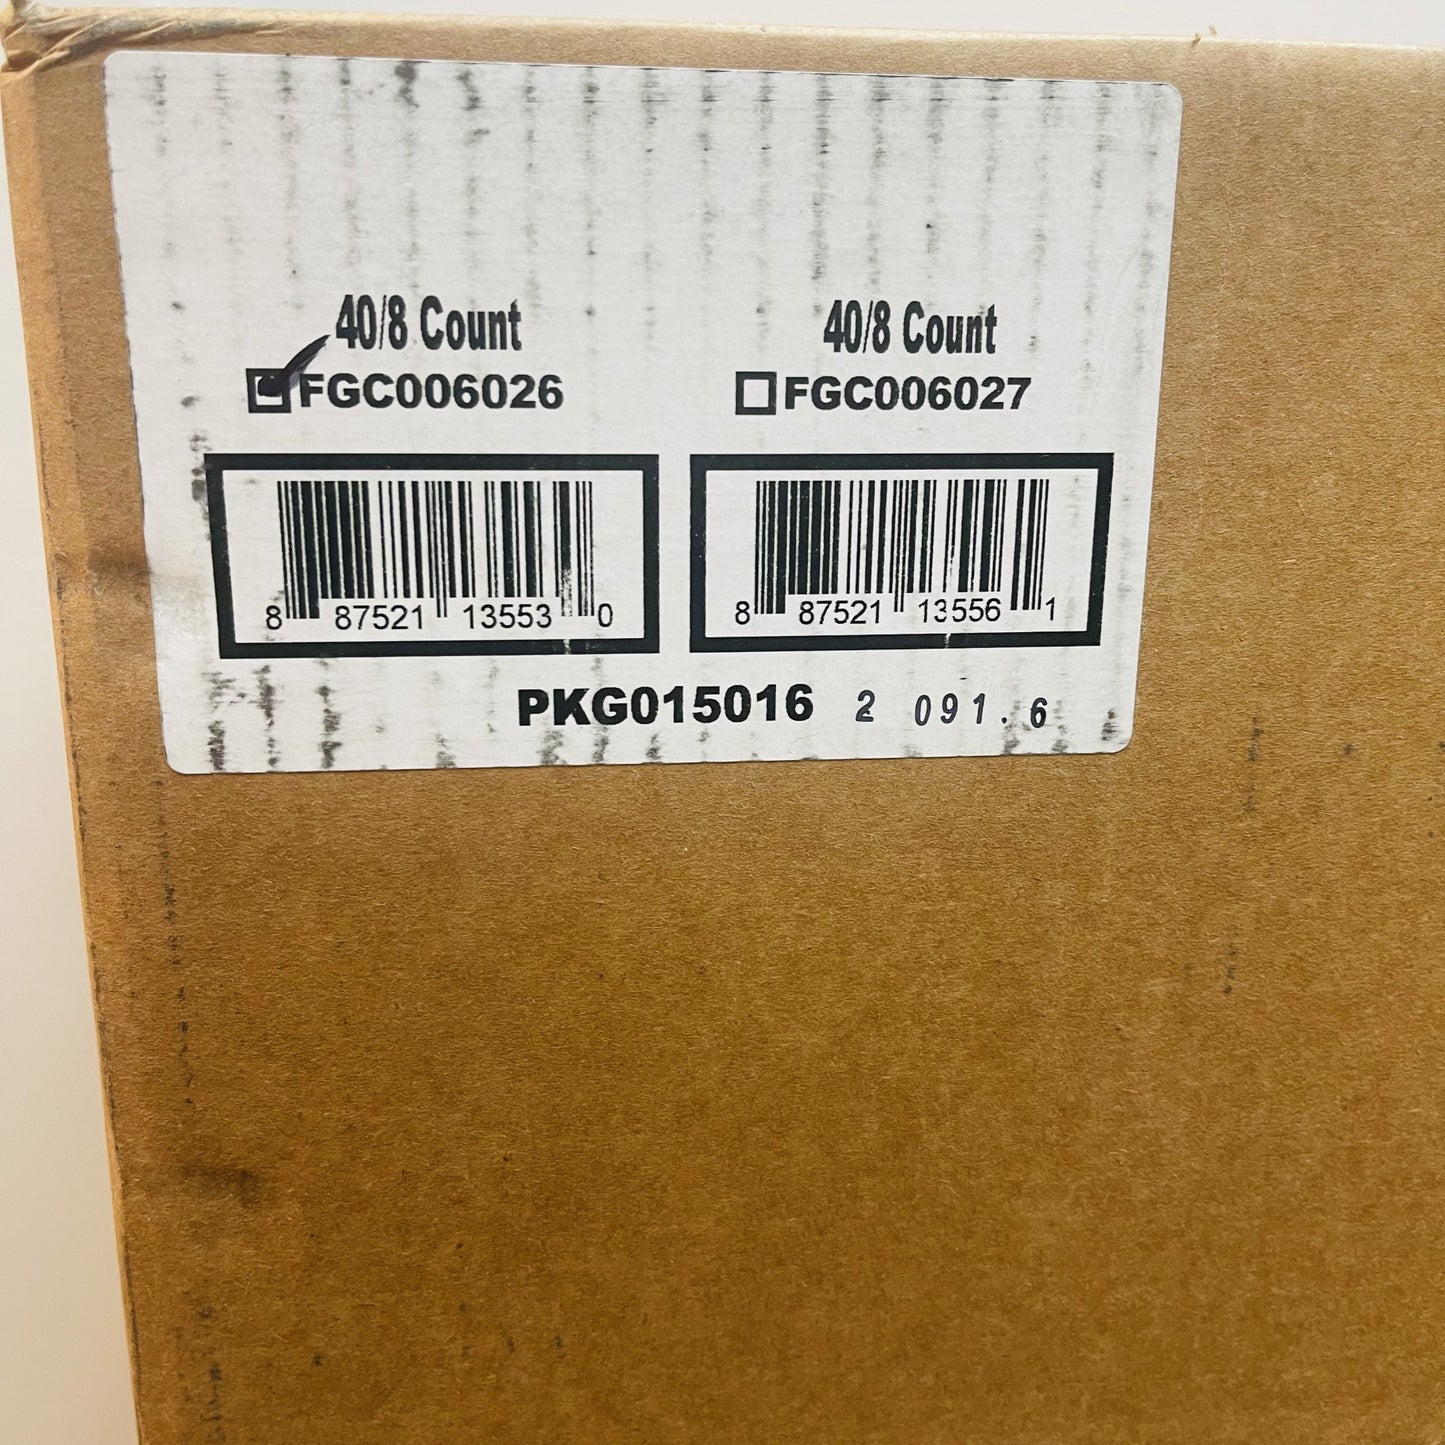 40/8 Count 40/8 Count
FGC006026 FGC006027
8 87521 13553 0 8 87521 13556 1
PKG015016 2 091.6